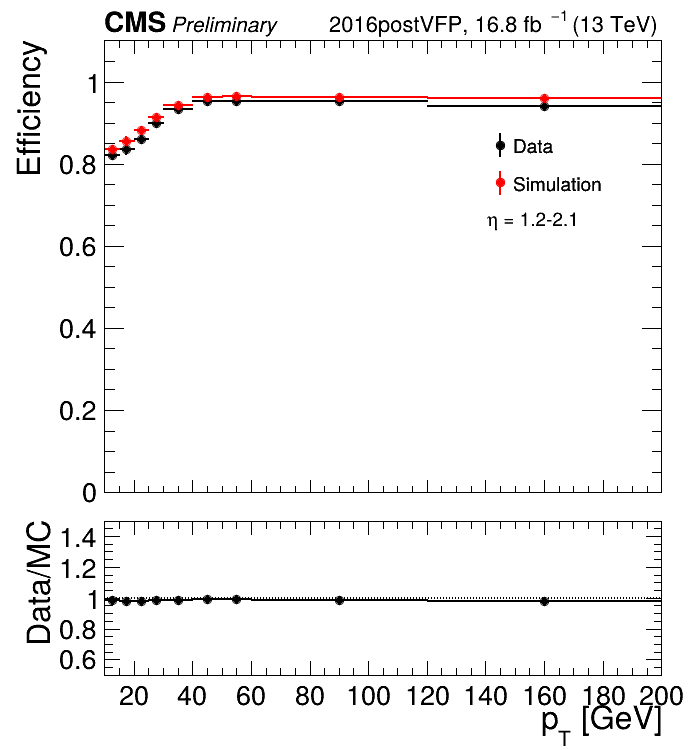 CMS Preliminary 2016postVFP, 16.8 fb⁻¹ (13 TeV)
Efficiency
1
0.8
0.6
0.4
0.2
0
Data
Simulation
η = 1.2-2.1
Data/MC
1.4
1.2
1
0.8
0.6
20 40 60 80 100 120 140 160 180 200
p_T [GeV]